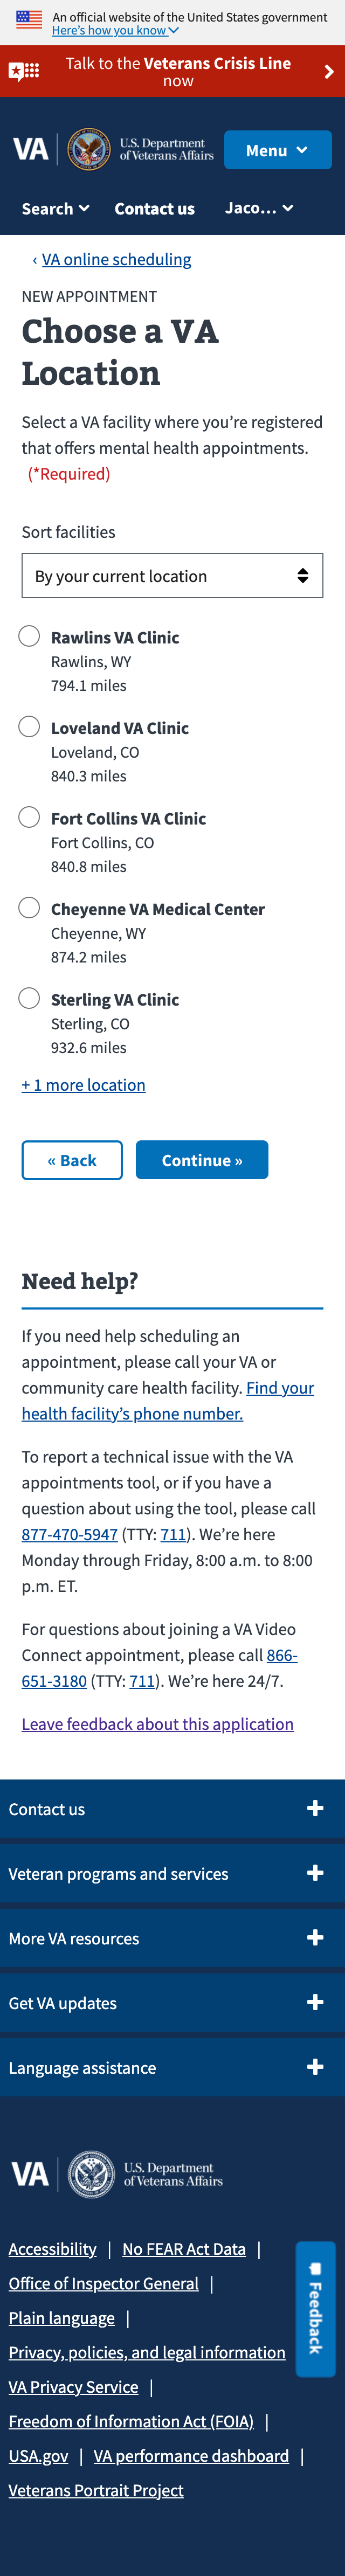 An official website of the United States government
Here's how you know
Talk to the Veterans Crisis Line
now
VA
U.S. Department
of Veterans Affairs
Menu
Search
Contact us
Jaco...
‹ VA online scheduling
NEW APPOINTMENT
Choose a VA
Location
Select a VA facility where you're registered
that offers mental health appointments.
(*Required)
Sort facilities
By your current location
Rawlins VA Clinic
Rawlins, WY
794.1 miles
Loveland VA Clinic
Loveland, CO
840.3 miles
Fort Collins VA Clinic
Fort Collins, CO
840.8 miles
Cheyenne VA Medical Center
Cheyenne, WY
874.2 miles
Sterling VA Clinic
Sterling, CO
932.6 miles
+ 1 more location
« Back
Continue »
Need help?
If you need help scheduling an
appointment, please call your VA or
community care health facility. Find your
health facility's phone number.
To report a technical issue with the VA
appointments tool, or if you have a
question about using the tool, please call
877-470-5947 (TTY: 711). We're here
Monday through Friday, 8:00 a.m. to 8:00
p.m. ET.
For questions about joining a VA Video
Connect appointment, please call 866-
651-3180 (TTY: 711). We're here 24/7.
Leave feedback about this application
Contact us
Veteran programs and services
More VA resources
Get VA updates
Language assistance
VA
U.S. Department
of Veterans Affairs
Accessibility | No FEAR Act Data |
Office of Inspector General |
Plain language |
Privacy, policies, and legal information
VA Privacy Service |
Freedom of Information Act (FOIA) |
USA.gov | VA performance dashboard |
Veterans Portrait Project
Feedback